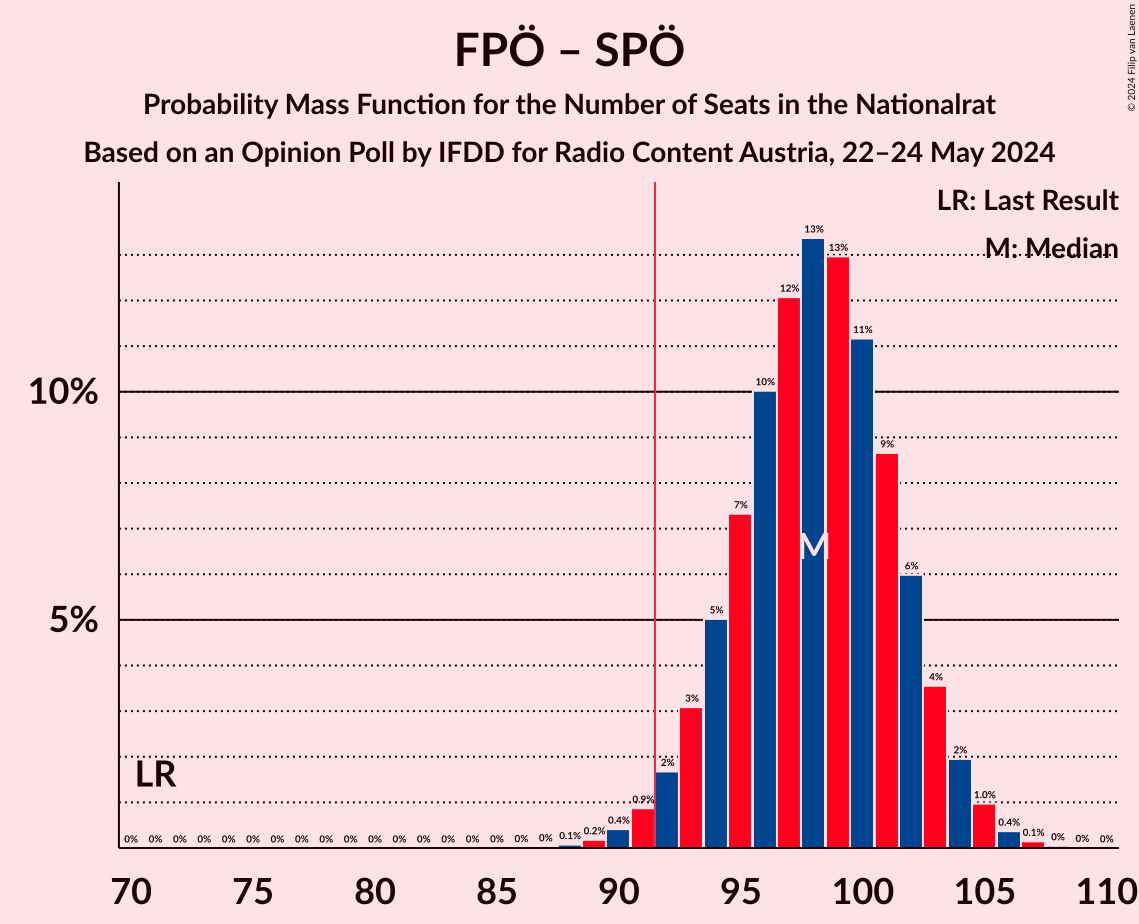 FPÖ – SPÖ
Probability Mass Function for the Number of Seats in the Nationalrat
Based on an Opinion Poll by IFDD for Radio Content Austria, 22–24 May 2024
© 2024 Filip van Laenen
LR: Last Result
M: Median
10%
5%
LR
M
0% 0% 0% 0% 0% 0% 0% 0% 0% 0% 0% 0% 0% 0% 0% 0% 0% 0% 0.1% 0.2% 0.4% 0.9% 2% 3% 5% 7% 10% 12% 13% 13% 11% 9% 6% 4% 2% 1.0% 0.4% 0.1% 0% 0% 0%
70 75 80 85 90 95 100 105 110